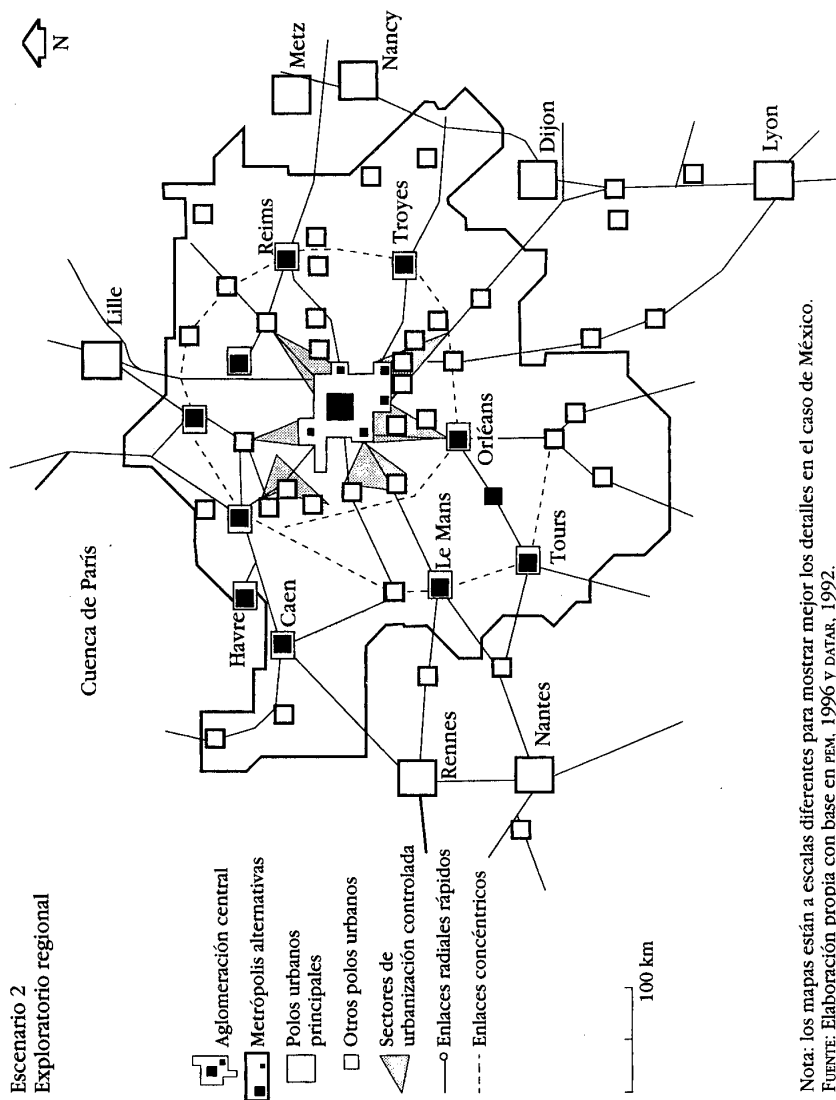 Escenario 2
Exploratorio regional
Cuenca de París
N
Aglomeración central
Metrópolis alternativas
Polos urbanos
principales
Otros polos urbanos
Sectores de
urbanización controlada
Enlaces radiales rápidos
Enlaces concéntricos
100 km
Lille
Metz
Nancy
Reims
Troyes
Havre
Caen
Le Mans
Orléans
Tours
Rennes
Nantes
Dijon
Lyon
Nota: los mapas están a escalas diferentes para mostrar mejor los detalles en el caso de México.
FUENTE: Elaboración propia con base en PEM, 1996 y DATAR, 1992.